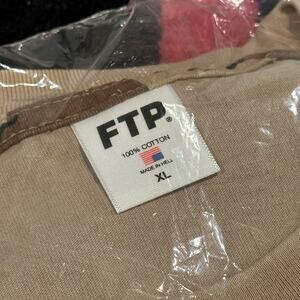 FTP®
100% COTTON
MADE IN HELL
XL